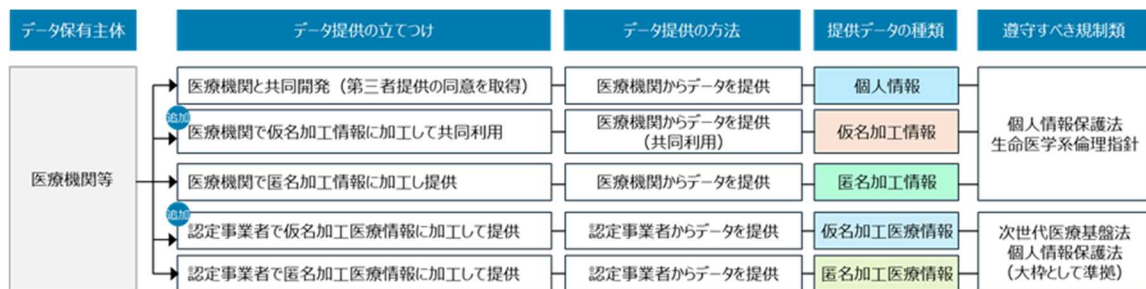 データ保有主体
データ提供の立てつけ
データ提供の方法
提供データの種類
遵守すべき規制類
医療機関等
医療機関と共同開発（第三者提供の同意を取得）
医療機関からデータを提供
個人情報
追加
医療機関で仮名加工情報に加工して共同利用
医療機関からデータを提供
（共同利用）
仮名加工情報
医療機関で匿名加工情報に加工し提供
医療機関からデータを提供
匿名加工情報
個人情報保護法
生命医学系倫理指針
追加
認定事業者で仮名加工医療情報に加工して提供
認定事業者からデータを提供
仮名加工医療情報
認定事業者で匿名加工医療情報に加工して提供
認定事業者からデータを提供
匿名加工医療情報
次世代医療基盤法
個人情報保護法
（大枠として準拠）